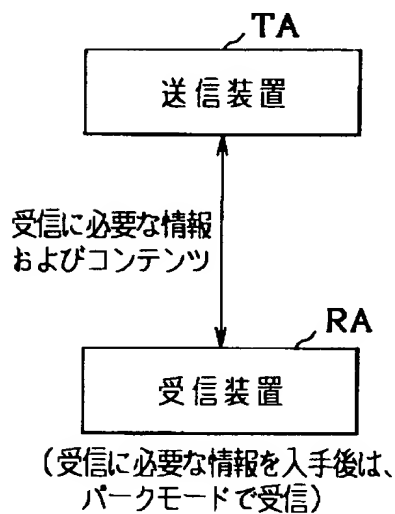 TA
送信装置
受信に必要な情報
およびコンテンツ
RA
受信装置
(受信に必要な情報を入手後は、
パークモードで受信)